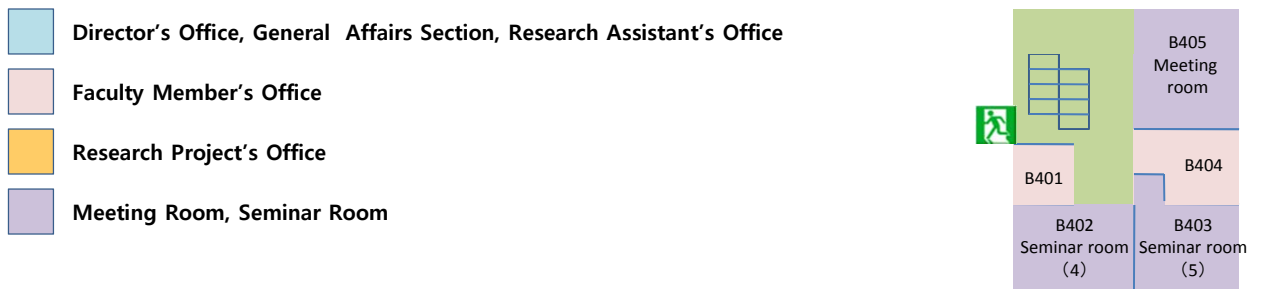 Director’s Office, General Affairs Section, Research Assistant’s Office
Faculty Member’s Office
Research Project’s Office
Meeting Room, Seminar Room
B405
Meeting
room
B401
B404
B402
Seminar room
（4）
B403
Seminar room
（5）